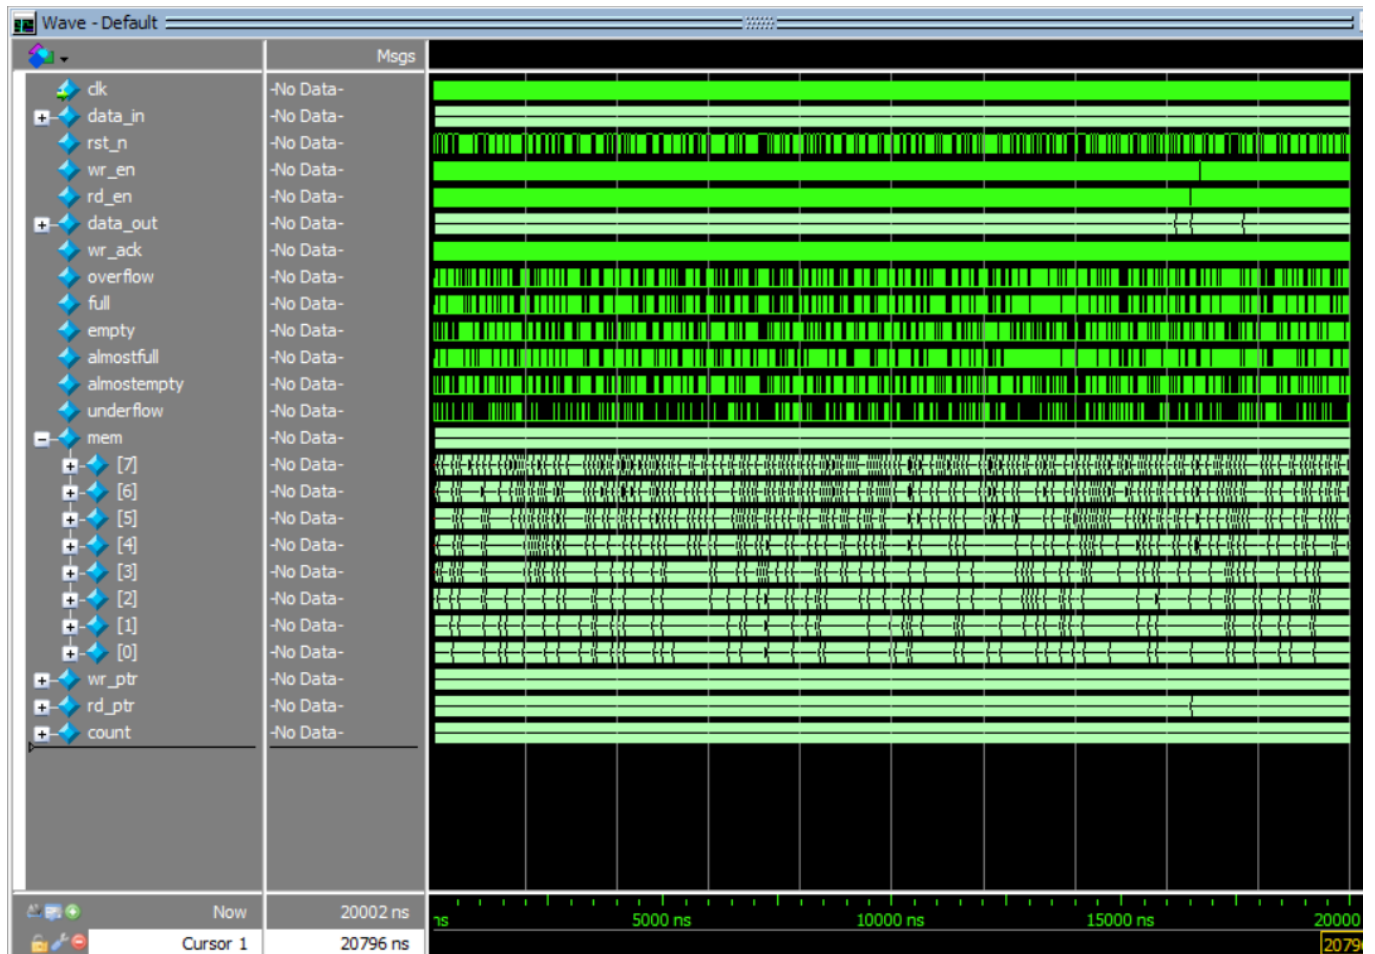 Wave - Default
Msgs
clk -No Data-
data_in -No Data-
rst_n -No Data-
wr_en -No Data-
rd_en -No Data-
data_out -No Data-
wr_ack -No Data-
overflow -No Data-
full -No Data-
empty -No Data-
almostfull -No Data-
almostempty -No Data-
underflow -No Data-
mem -No Data-
[7] -No Data-
[6] -No Data-
[5] -No Data-
[4] -No Data-
[3] -No Data-
[2] -No Data-
[1] -No Data-
[0] -No Data-
wr_ptr -No Data-
rd_ptr -No Data-
count -No Data-
Now 20002 ns ns 5000 ns 10000 ns 15000 ns 20000
Cursor 1 20796 ns 2079